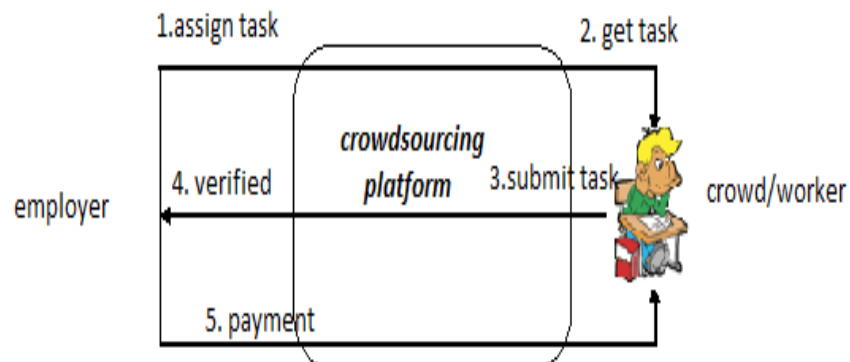 1.assign task
2. get task
crowdsourcing
platform
3.submit task
4. verified
employer
crowd/worker
5. payment